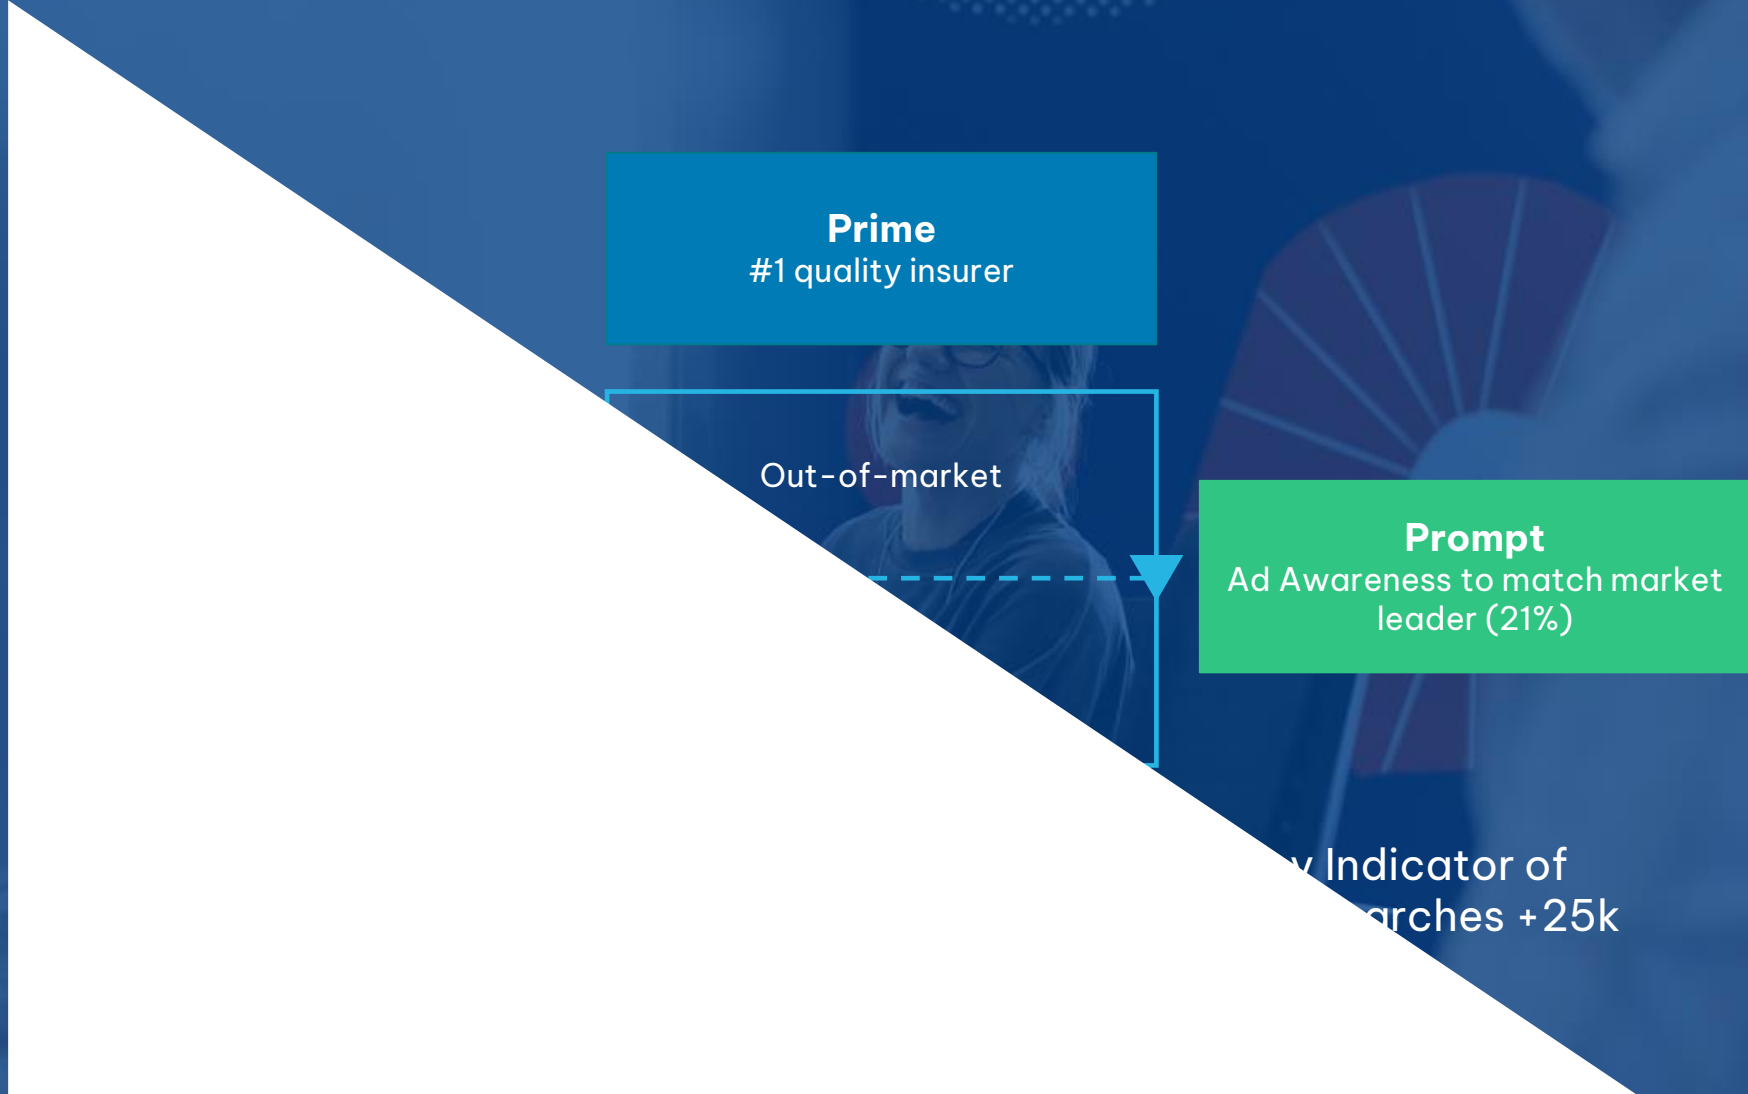 Prime
#1 quality insurer
Out-of-market
Prompt
Ad Awareness to match market
leader (21%)
Indicator of
+25k